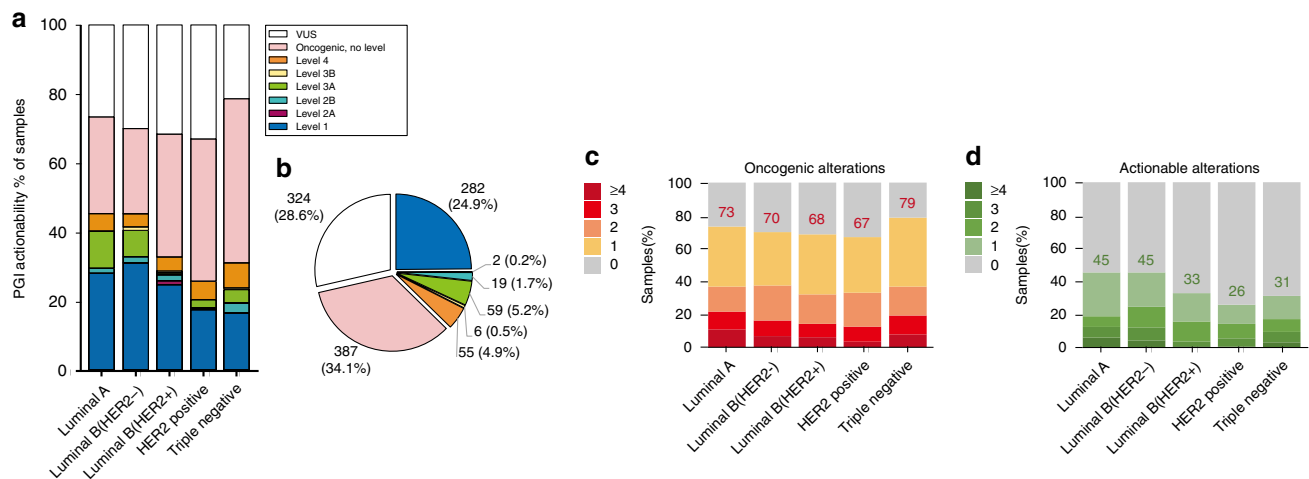 a
PGI actionability % of samples
100
80
60
40
20
0
Luminal A
Luminal B(HER2−)
Luminal B(HER2+)
HER2 positive
Triple negative
VUS
Oncogenic, no level
Level 4
Level 3B
Level 3A
Level 2B
Level 2A
Level 1
b
324
(28.6%)
282
(24.9%)
2 (0.2%)
19 (1.7%)
59 (5.2%)
6 (0.5%)
55 (4.9%)
387
(34.1%)
c
≥4
3
2
1
0
Oncogenic alterations
Samples(%)
100
80
60
40
20
0
73
70
68
67
79
Luminal A
Luminal B(HER2-)
Luminal B(HER2+)
HER2 positive
Triple negative
d
≥4
3
2
1
0
Actionable alterations
Samples(%)
100
80
60
40
20
0
45
45
33
26
31
Luminal A
Luminal B(HER2−)
Luminal B(HER2+)
HER2 positive
Triple negative